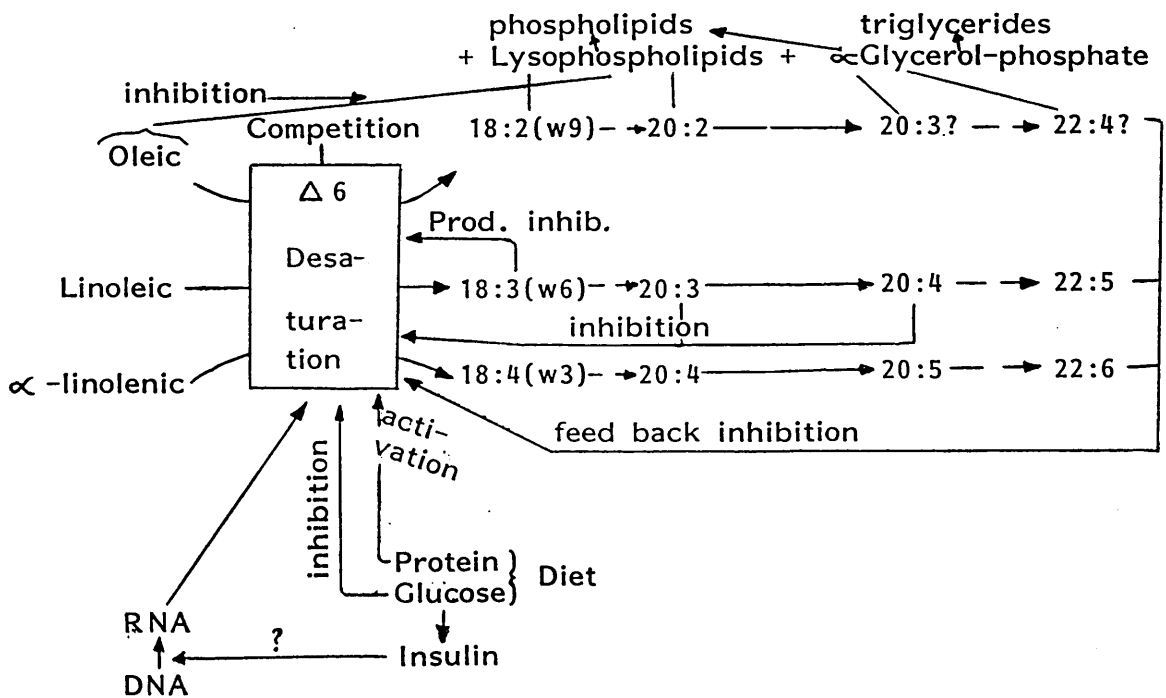 phospholipids triglycerides
+ Lysophospholipids + ∝Glycerol-phosphate
inhibition
Competition 18:2(w9) 20:2 20:3? 22:4?
Oleic
△ 6
Prod. inhib.
Desa-
Linoleic 18:3(w6) 20:3 20:4 22:5
tura-
inhibition
tion
∝-linolenic 18:4(w3) 20:4 20:5 22:6
acti-
vation
feed back inhibition
inhibition
Protein } Diet
Glucose }
RNA
?
Insulin
DNA